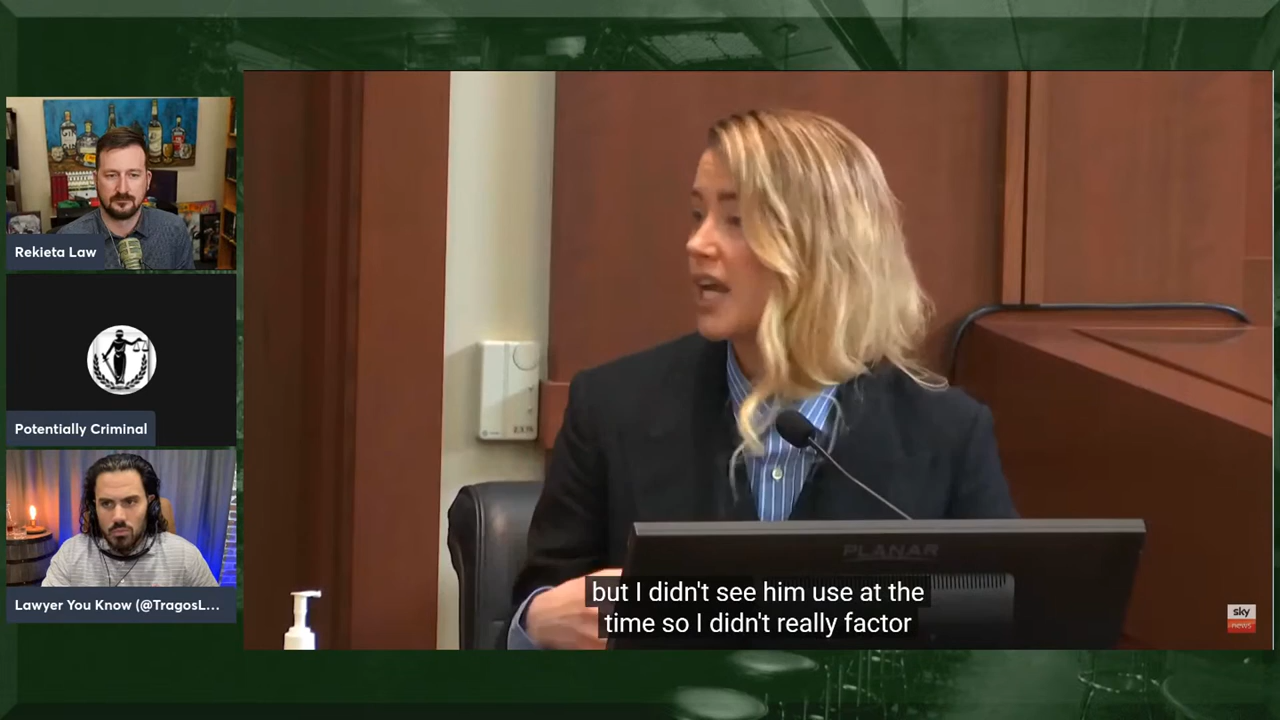 Rekieta Law
Potentially Criminal
Lawyer You Know (@TragosL...
PLANAR
but I didn't see him use at the
time so I didn't really factor
sky
news